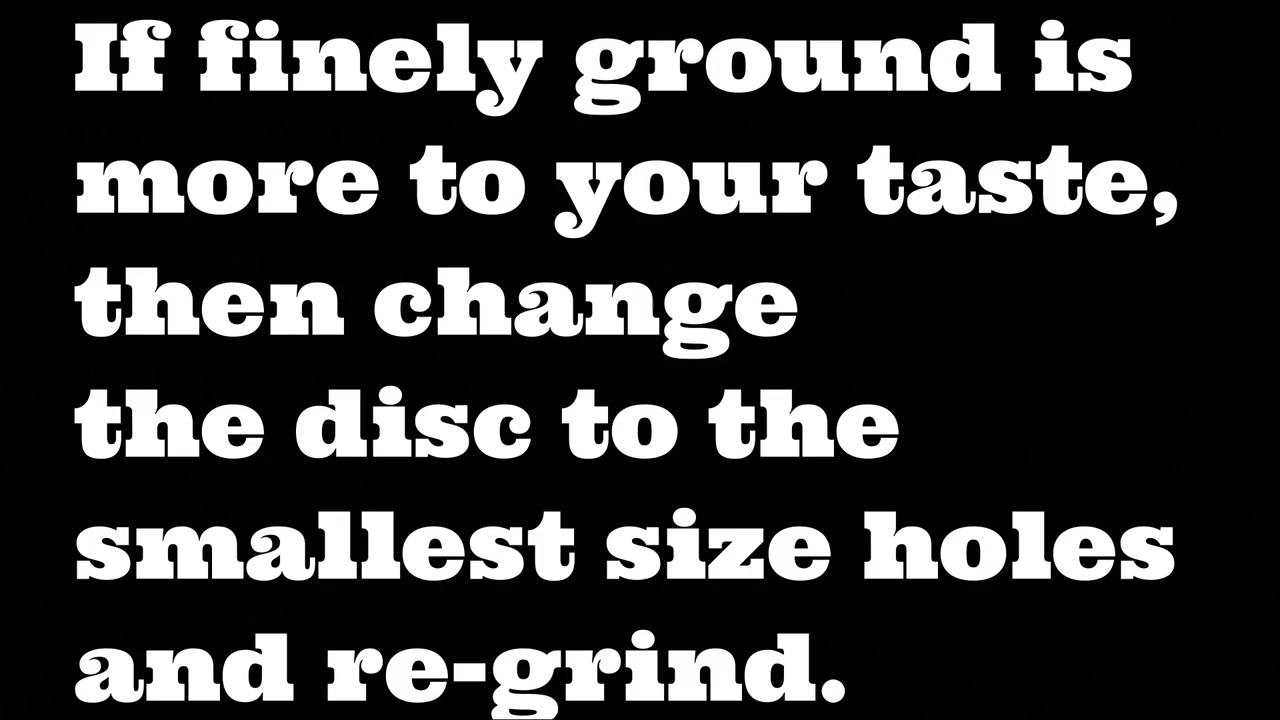 If finely ground is
more to your taste,
then change
the disc to the
smallest size holes
and re-grind.